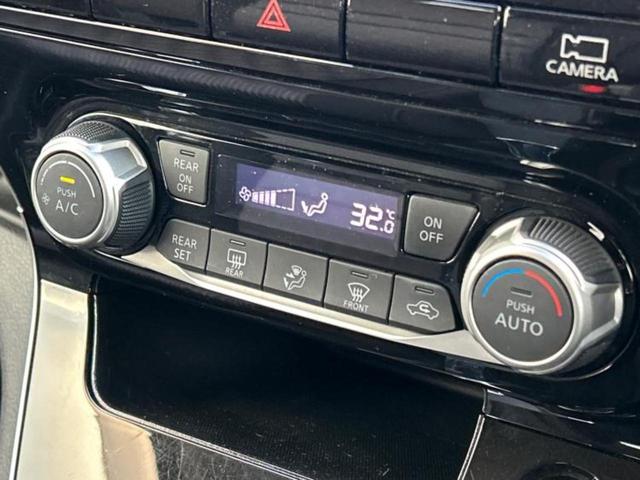 CAMERA
REAR
ON
OFF
PUSH
A/C
32.0°C
ON
OFF
REAR
SET
REAR
FRONT
PUSH
AUTO